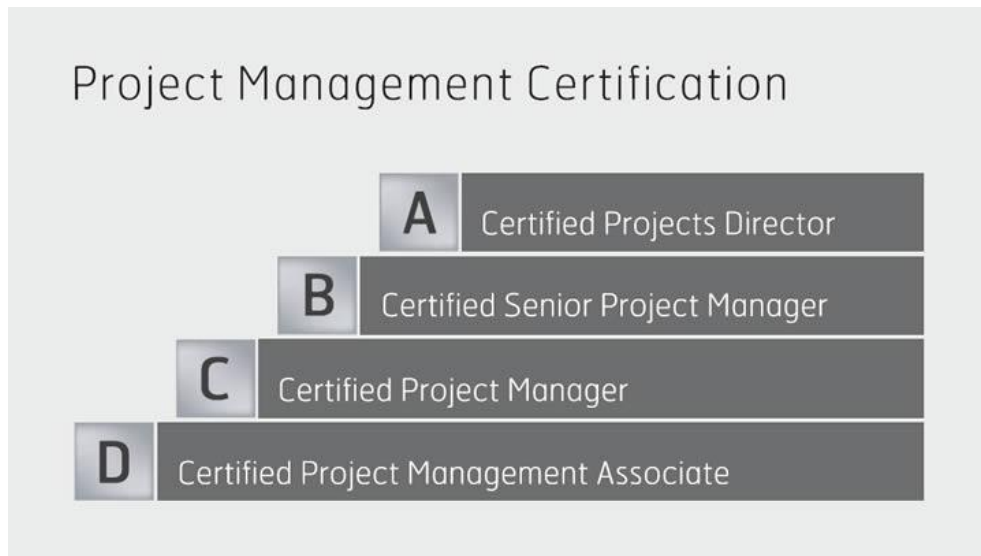 Project Management Certification
A Certified Projects Director
B Certified Senior Project Manager
C Certified Project Manager
D Certified Project Management Associate